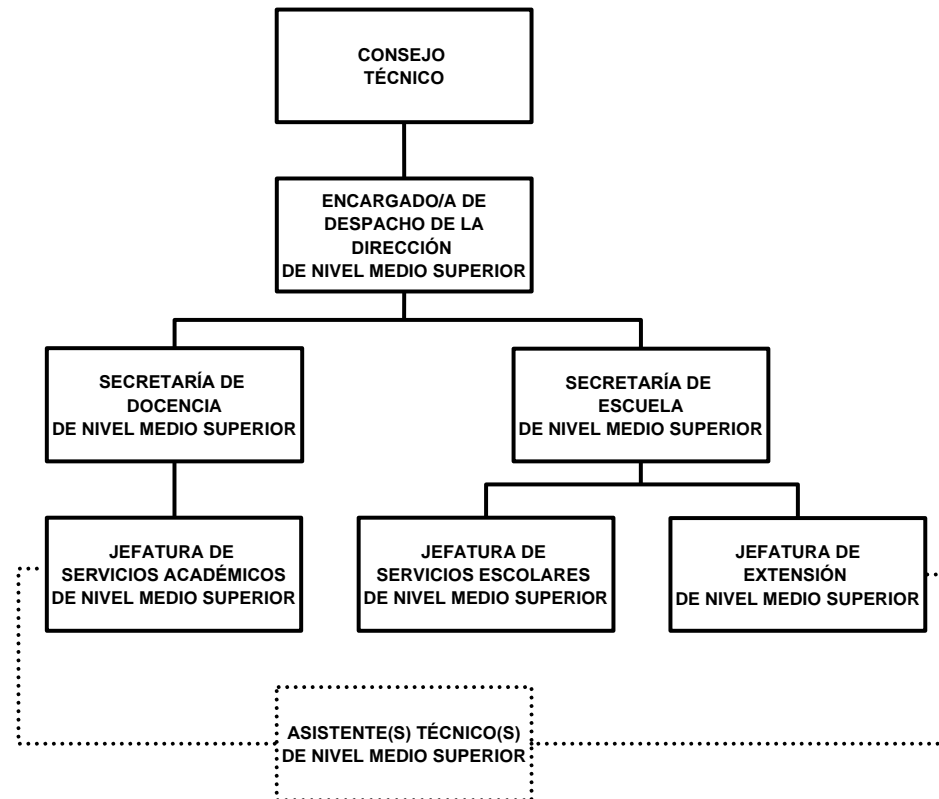 CONSEJO
TÉCNICO
ENCARGADO/A DE
DESPACHO DE LA
DIRECCIÓN
DE NIVEL MEDIO SUPERIOR
SECRETARÍA DE
DOCENCIA
DE NIVEL MEDIO SUPERIOR
SECRETARÍA DE
ESCUELA
DE NIVEL MEDIO SUPERIOR
JEFATURA DE
SERVICIOS ACADÉMICOS
DE NIVEL MEDIO SUPERIOR
JEFATURA DE
SERVICIOS ESCOLARES
DE NIVEL MEDIO SUPERIOR
JEFATURA DE
EXTENSIÓN
DE NIVEL MEDIO SUPERIOR
ASISTENTE(S) TÉCNICO(S)
DE NIVEL MEDIO SUPERIOR